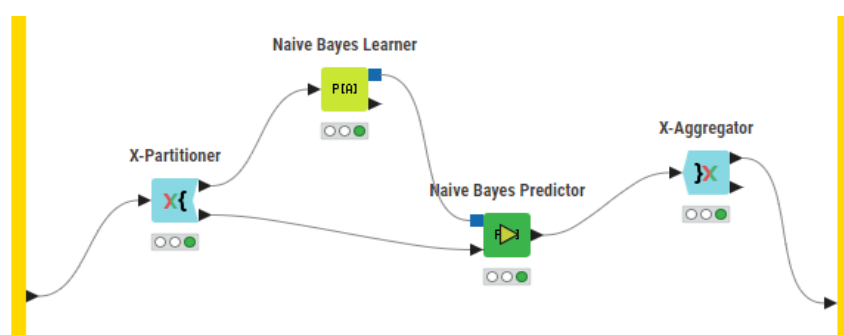 Naive Bayes Learner
P[A]
X-Partitioner
X{
X-Aggregator
}X
Naive Bayes Predictor